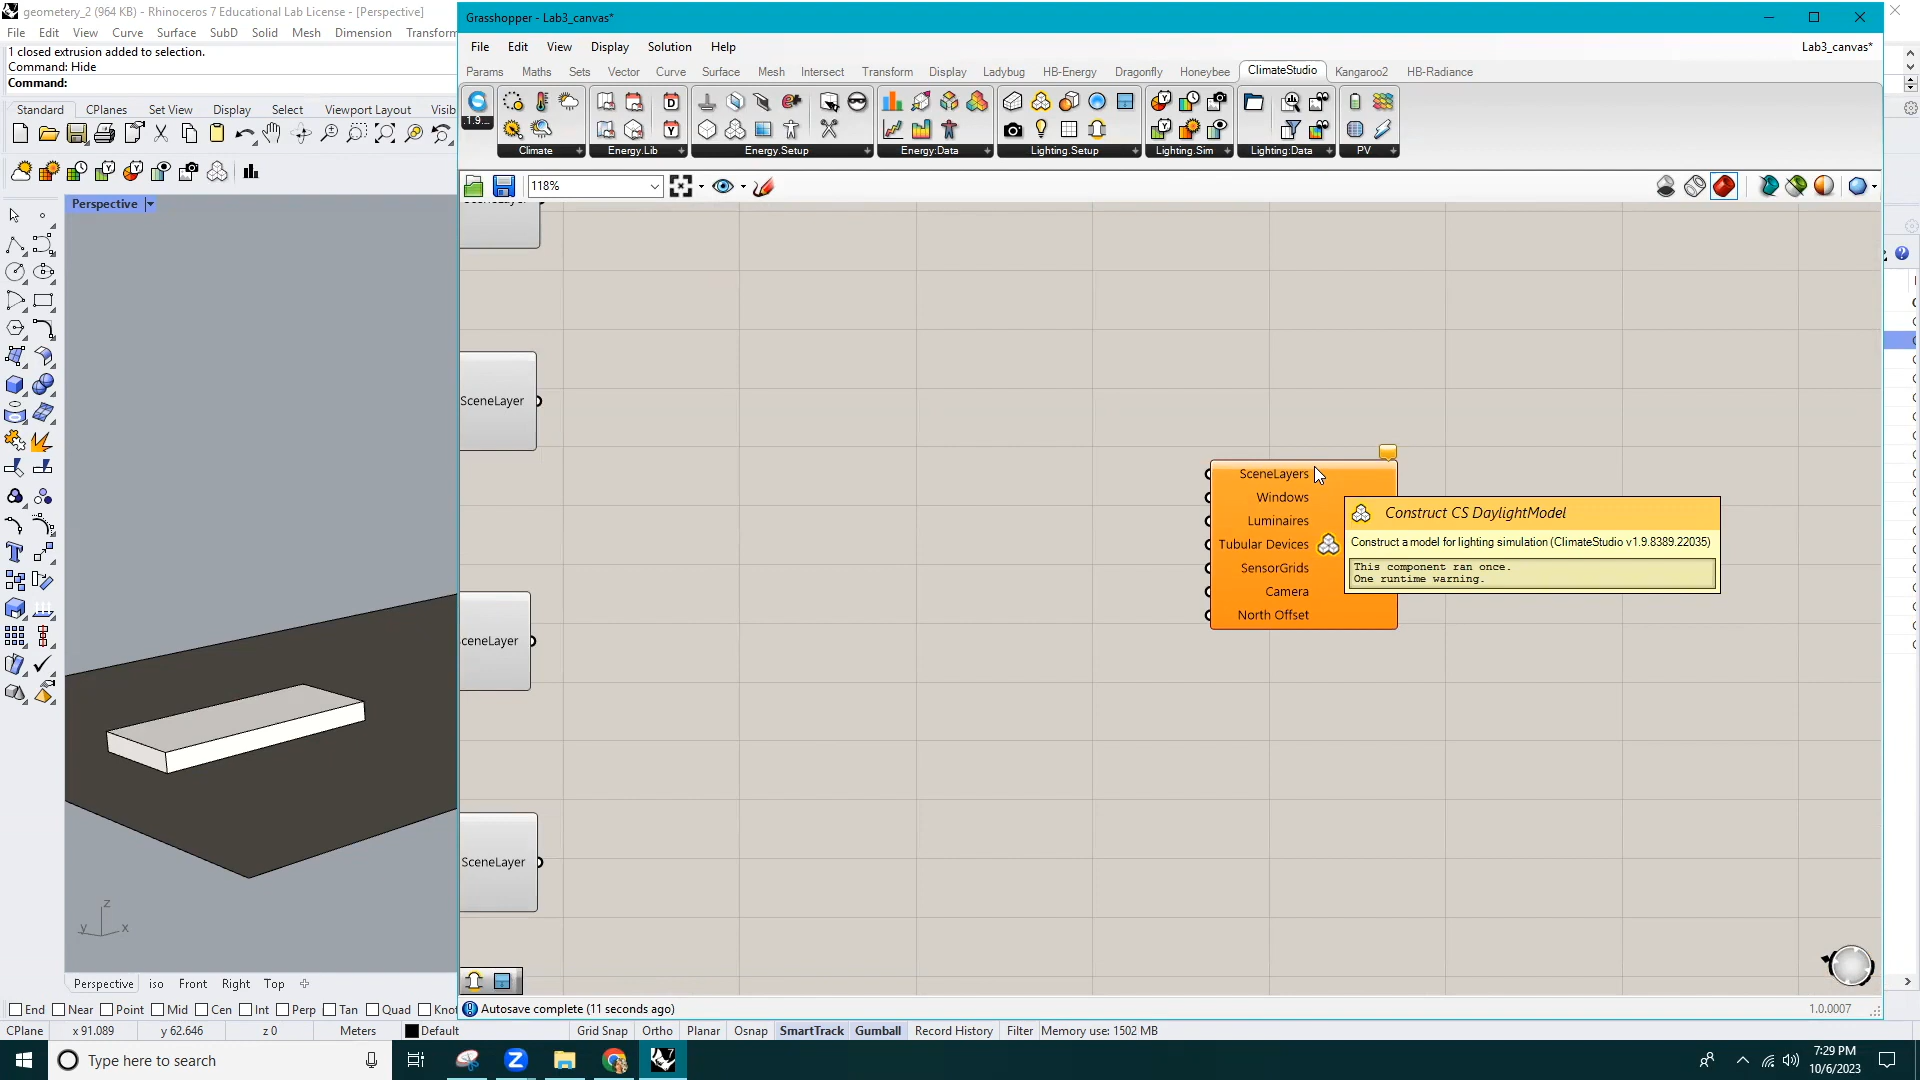 geometery_2 (964 KB) - Rhinoceros 7 Educational Lab License - [Perspective]
File Edit View Curve Surface SubD Solid Mesh Dimension Transform
1 closed extrusion added to selection.
Command: Hide
Command:
Standard CPlanes Set View Display Select Viewport Layout Visib
Perspective
Grasshopper - Lab3_canvas*
File Edit View Display Solution Help
Lab3_canvas*
Params Maths Sets Vector Curve Surface Mesh Intersect Transform Display Ladybug HB-Energy Dragonfly Honeybee ClimateStudio Kangaroo2 HB-Radiance
1.9...
Climate Energy.Lib Energy.Setup Energy:Data Lighting.Setup Lighting.Sim Lighting:Data PV
118%
SceneLayer
SceneLayer
SceneLayer
SceneLayer
SceneLayers
Windows
Luminaires
Tubular Devices
SensorGrids
Camera
North Offset
Construct CS DaylightModel
Construct a model for lighting simulation (ClimateStudio v1.9.8389.22035)
This component ran once.
One runtime warning.
z
y x
Perspective iso Front Right Top
Autosave complete (11 seconds ago)
1.0.0007
End Near Point Mid Cen Int Perp Tan Quad Knot
CPlane x 91.089 y 62.646 z 0 Meters Default Grid Snap Ortho Planar Osnap SmartTrack Gumball Record History Filter Memory use: 1502 MB
Type here to search
7:29 PM
10/6/2023